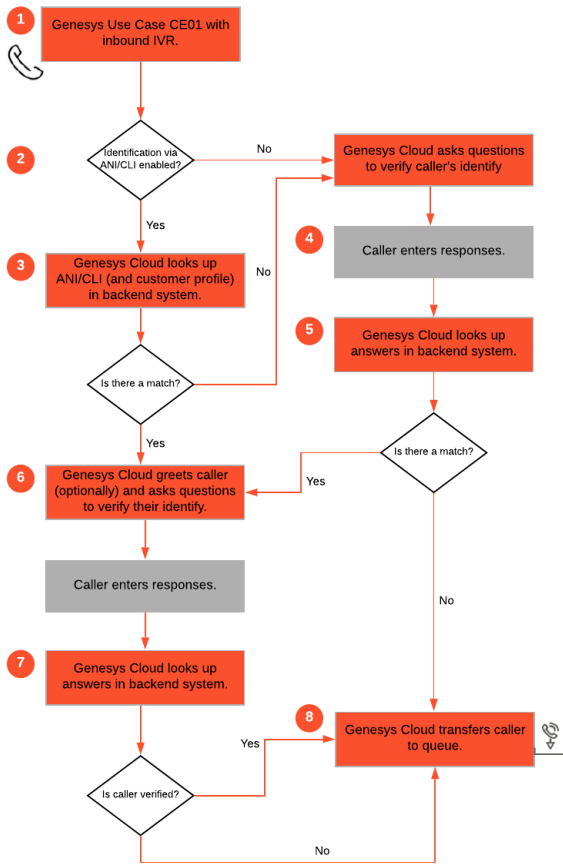 1
Genesys Use Case CE01 with
inbound IVR.
2
Identification via
ANI/CLI enabled?
No
Genesys Cloud asks questions
to verify caller's identify
Yes
3
Genesys Cloud looks up
ANI/CLI (and customer profile)
in backend system.
No
4
Caller enters responses.
5
Genesys Cloud looks up
answers in backend system.
Is there a match?
Yes
Is there a match?
Yes
6
Genesys Cloud greets caller
(optionally) and asks questions
to verify their identify.
Caller enters responses.
No
7
Genesys Cloud looks up
answers in backend system.
8
Genesys Cloud transfers caller
to queue.
Yes
Is caller verified?
No